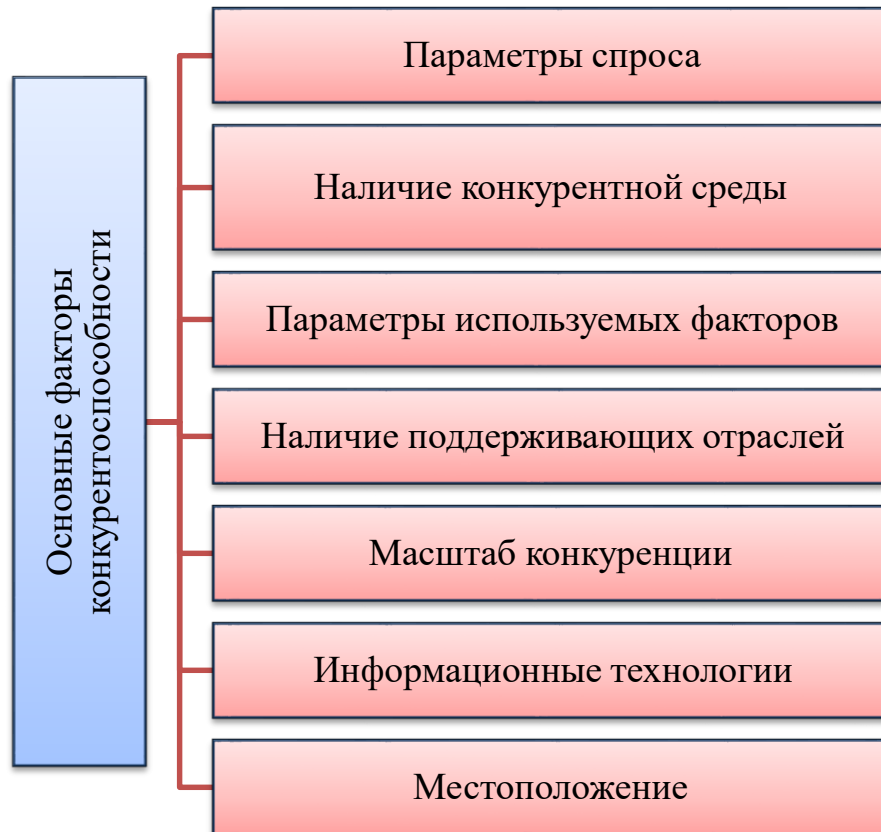 Основные факторы
конкурентоспособности
Параметры спроса
Наличие конкурентной среды
Параметры используемых факторов
Наличие поддерживающих отраслей
Масштаб конкуренции
Информационные технологии
Местоположение